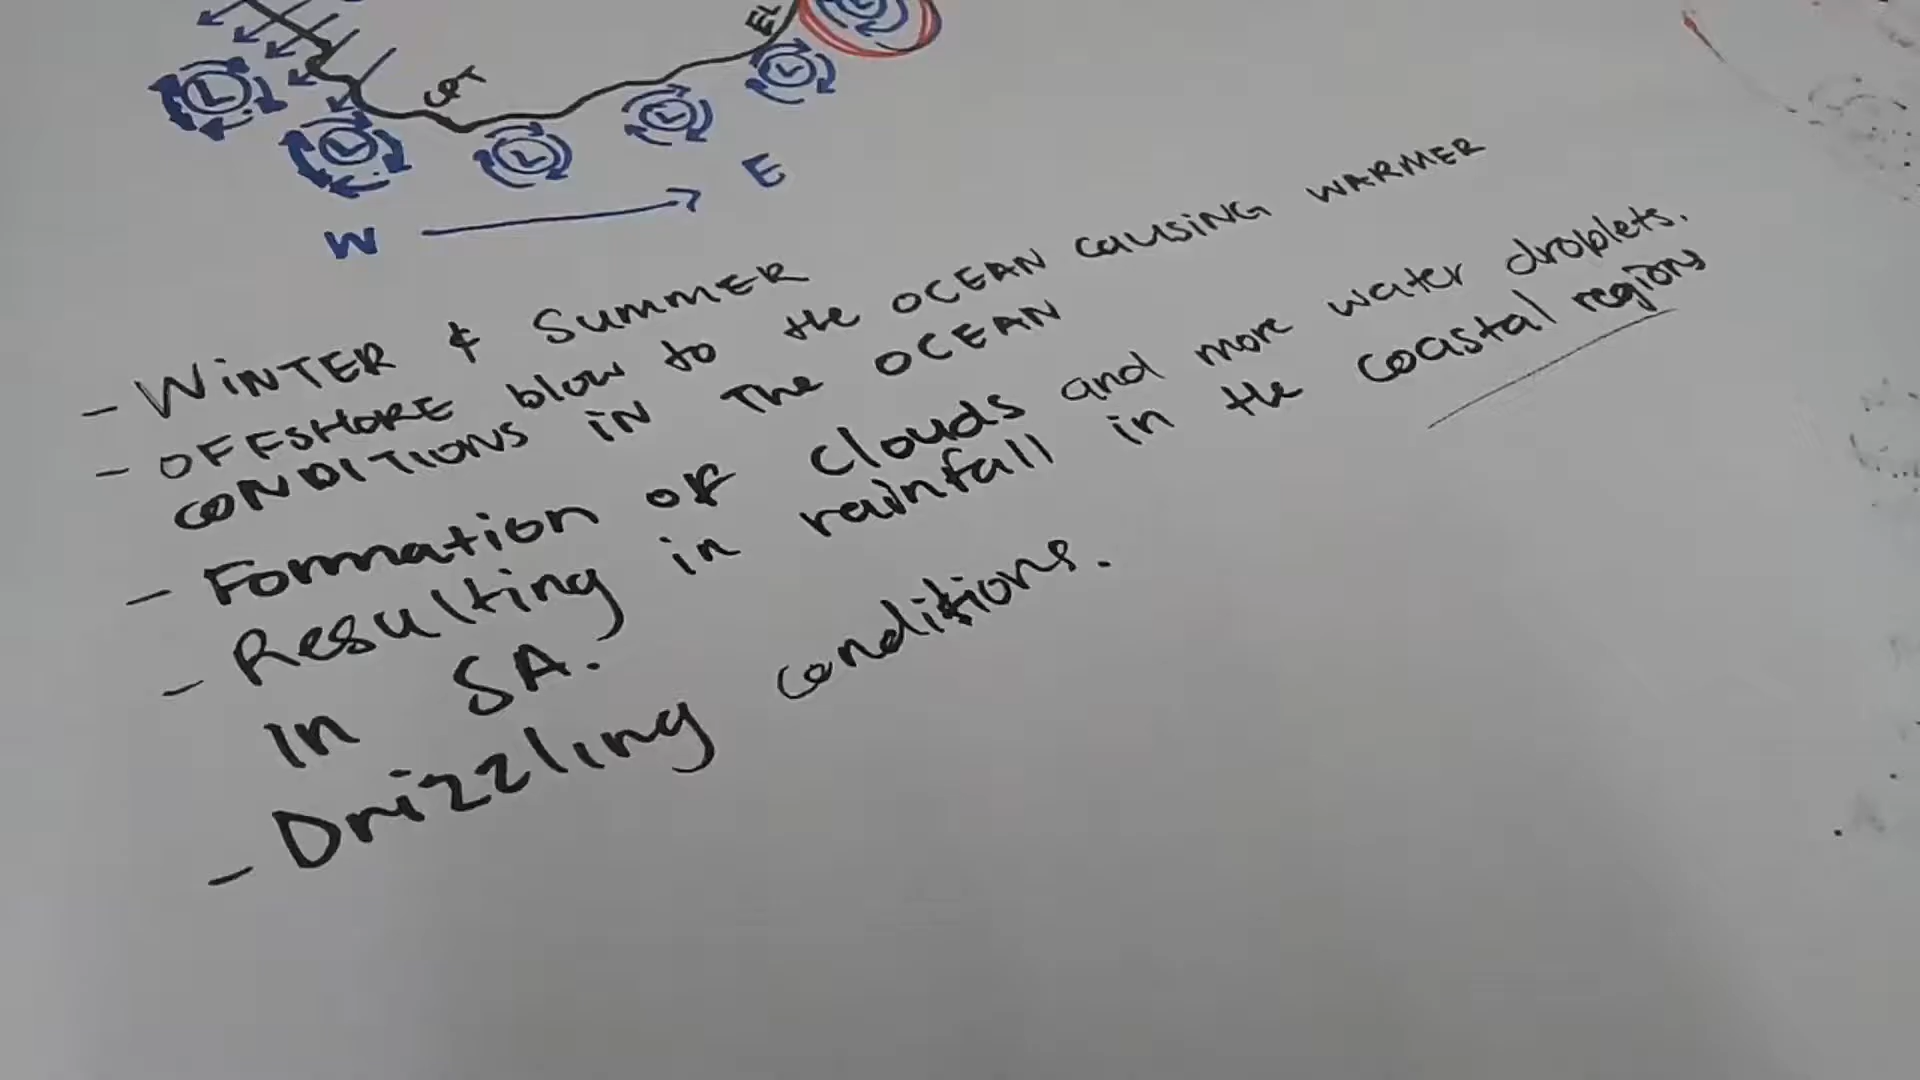 EL
L
L
L
CPT
L
L
W
E
- WINTER & Summer
- OFFSHORE blow to the OCEAN causing WARMER
CONDITIONS IN The OCEAN
- Formation of clouds and more water droplets.
- Resulting in rainfall in the coastal regions
in SA.
- Drizzling conditions.